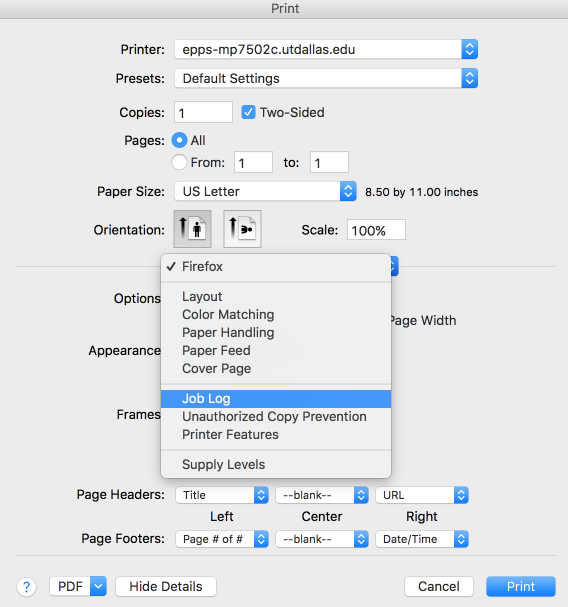 Print
Printer: epps-mp7502c.utdallas.edu
Presets: Default Settings
Copies: 1 Two-Sided
Pages: All
From: 1 to: 1
Paper Size: US Letter 8.50 by 11.00 inches
Orientation: Scale: 100%
Firefox
Options
Layout
Color Matching
Page Width
Paper Handling
Appearance
Paper Feed
Cover Page
Job Log
Frames
Unauthorized Copy Prevention
Printer Features
Supply Levels
Page Headers: Title --blank-- URL
Left Center Right
Page Footers: Page # of # --blank-- Date/Time
? PDF Hide Details Cancel Print